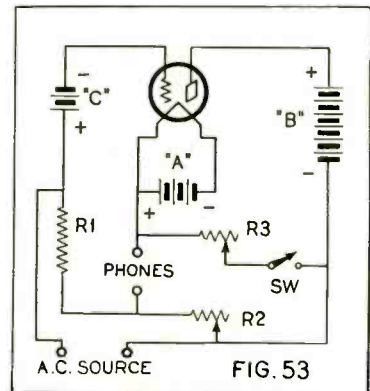 -
+
"C"
"B"
+
-
"A"
+
-
R1
R3
PHONES
SW
R2
A.C. SOURCE
FIG. 53